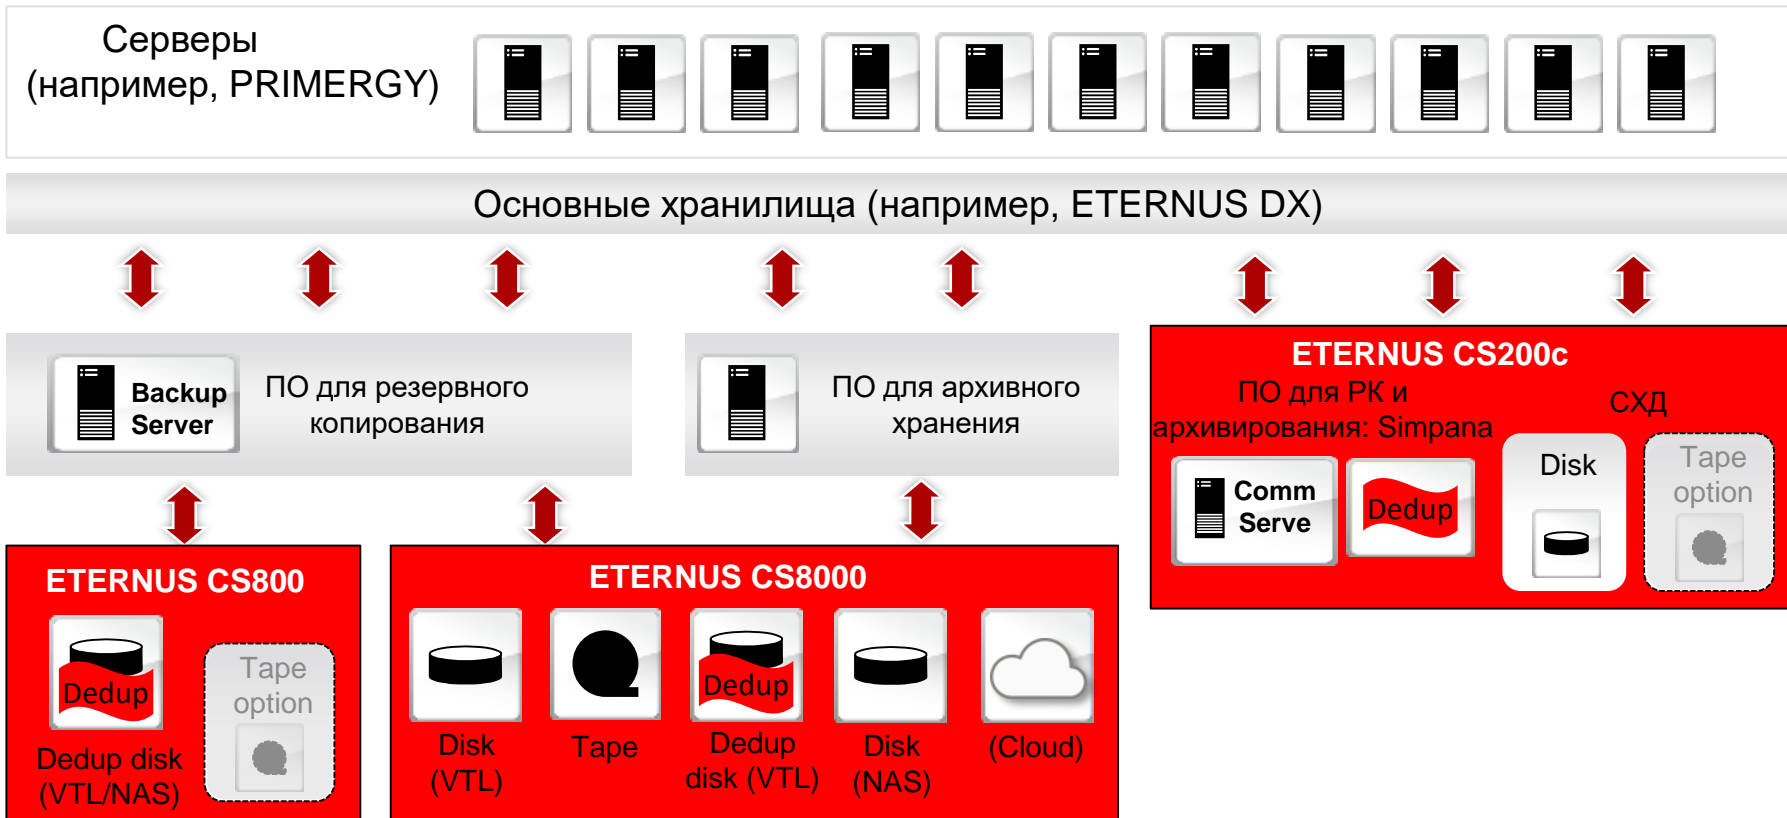 Серверы
(например, PRIMERGY)
Основные хранилища (например, ETERNUS DX)
Backup
Server
ПО для резервного
копирования
ПО для архивного
хранения
ETERNUS CS200c
ПО для РК и
архивирования: Simpana
СХД
Comm
Serve
Dedup
Disk
Tape
option
ETERNUS CS800
Dedup
Dedup disk
(VTL/NAS)
Tape
option
ETERNUS CS8000
Disk
(VTL)
Tape
Dedup
Dedup
disk (VTL)
Disk
(NAS)
(Cloud)